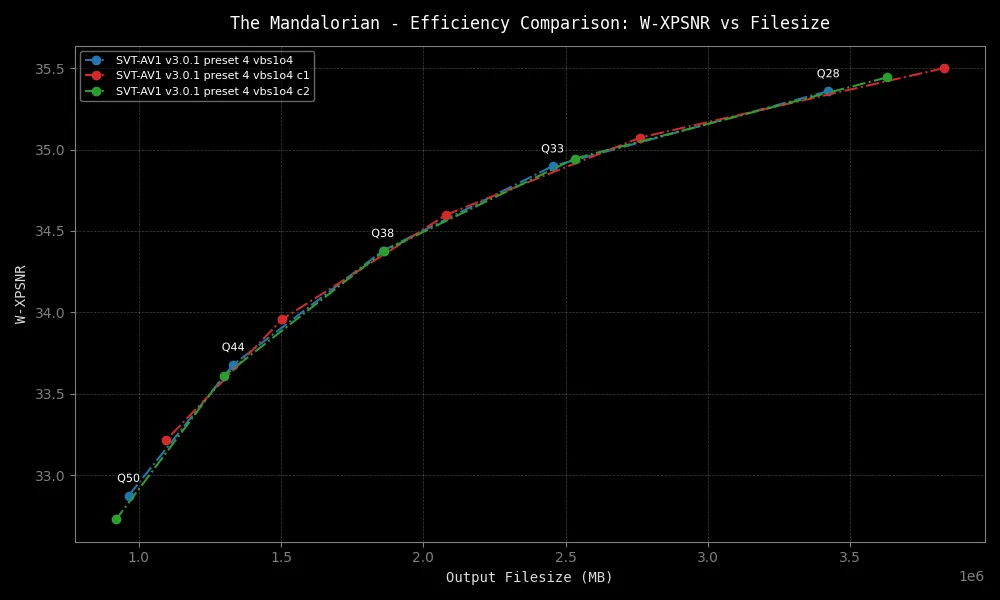 The Mandalorian - Efficiency Comparison: W-XPSNR vs Filesize
SVT-AV1 v3.0.1 preset 4 vbs1o4
SVT-AV1 v3.0.1 preset 4 vbs1o4 c1
SVT-AV1 v3.0.1 preset 4 vbs1o4 c2
35.5
35.0
34.5
34.0
33.5
33.0
W-XPSNR
Q28
Q33
Q38
Q44
Q50
1.0 1.5 2.0 2.5 3.0 3.5
1e6
Output Filesize (MB)